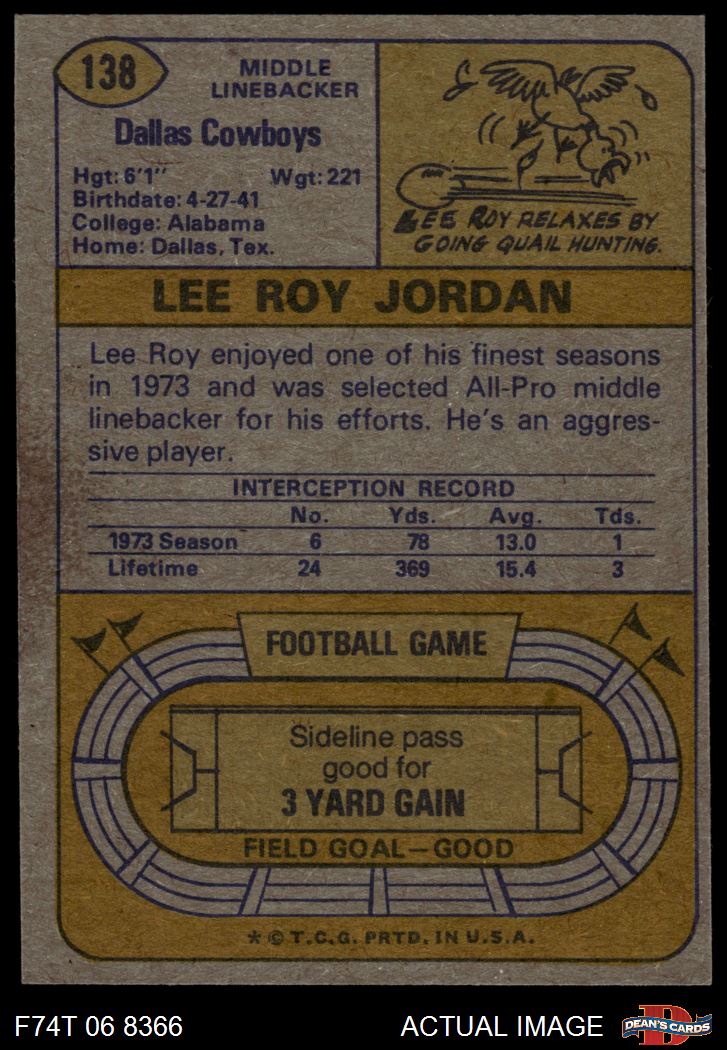 138
MIDDLE
LINEBACKER
Dallas Cowboys
Hgt: 6'1" Wgt: 221
Birthdate: 4-27-41
College: Alabama
Home: Dallas, Tex.
LEE ROY RELAXES BY
GOING QUAIL HUNTING.
LEE ROY JORDAN
Lee Roy enjoyed one of his finest seasons
in 1973 and was selected All-Pro middle
linebacker for his efforts. He's an aggres-
sive player.
INTERCEPTION RECORD
No. Yds. Avg. Tds.
1973 Season 6 78 13.0 1
Lifetime 24 369 15.4 3
FOOTBALL GAME
Sideline pass
good for
3 YARD GAIN
FIELD GOAL—GOOD
* © T.C.G. PRTD. IN U.S.A.
F74T 06 8366 ACTUAL IMAGE
D
DEAN'S CARDS